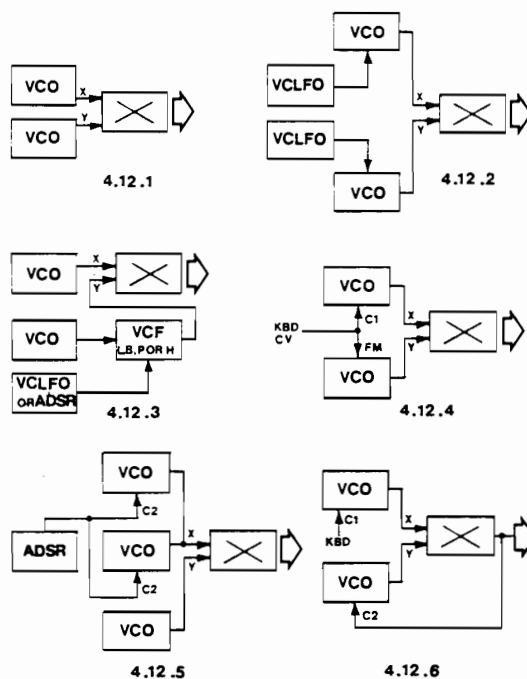 VCO
X
VCO
Y
4.12.1
VCO
VCLFO
X
VCLFO
Y
VCO
4.12.2
VCO
X
Y
VCO
VCF
L,B,P OR H
VCLFO
OR ADSR
4.12.3
VCO
X
KBD
CV
C1
FM
Y
VCO
4.12.4
VCO
C2
ADSR
VCO
X
Y
C2
VCO
4.12.5
VCO
C1
X
KBD
Y
VCO
C2
4.12.6